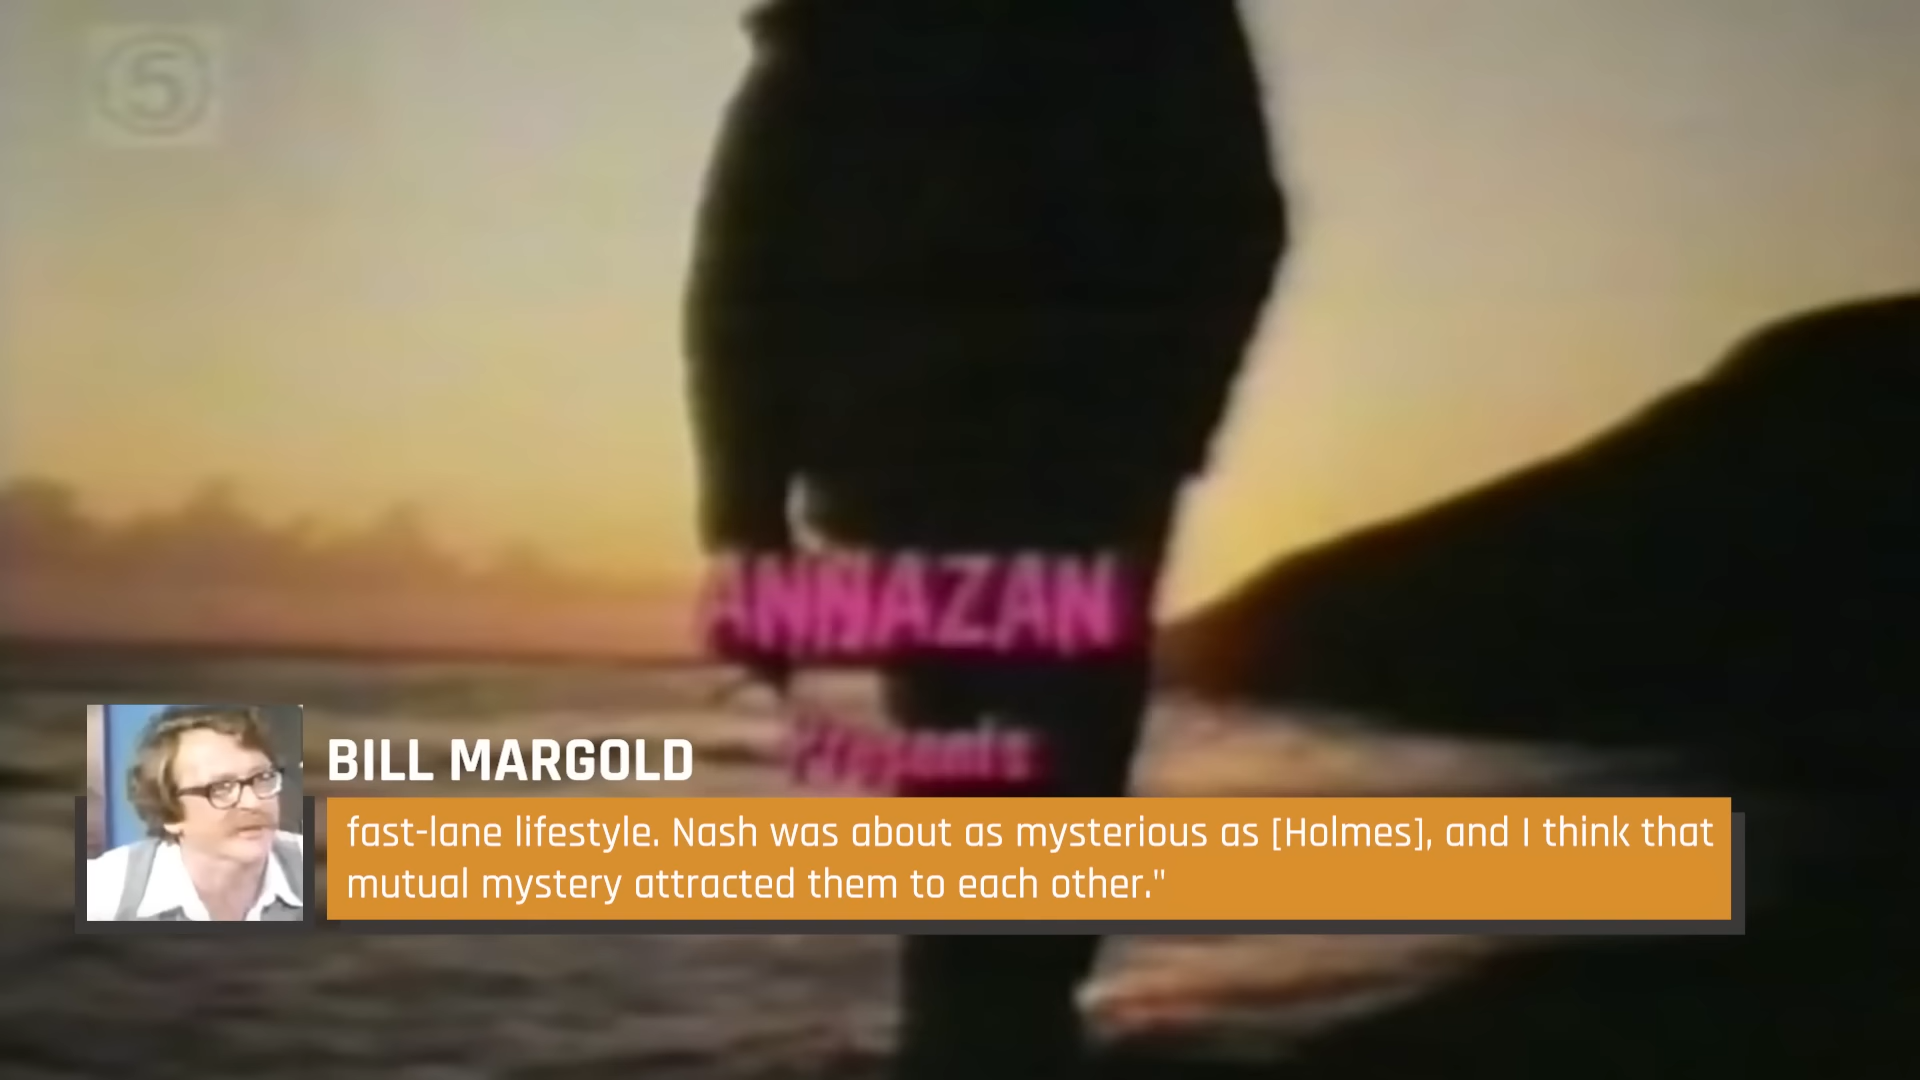 5
ANNAZAN
Presents
BILL MARGOLD
fast-lane lifestyle. Nash was about as mysterious as [Holmes], and I think that
mutual mystery attracted them to each other."